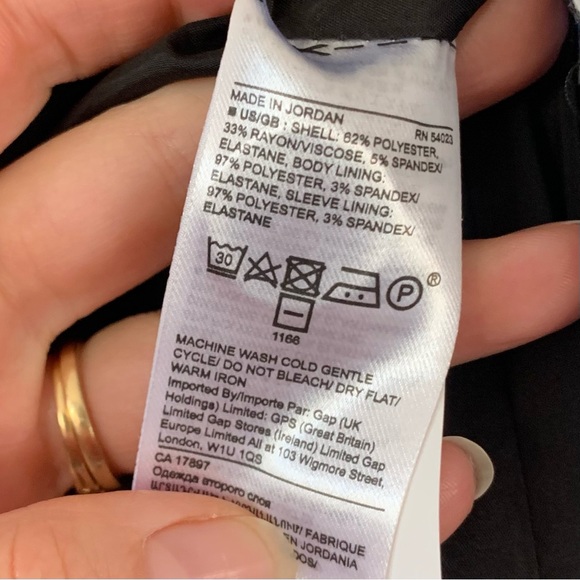 MADE IN JORDAN RN 54023
■ US/GB : SHELL: 62% POLYESTER,
33% RAYON/VISCOSE, 5% SPANDEX/
ELASTANE, BODY LINING:
97% POLYESTER, 3% SPANDEX/
ELASTANE, SLEEVE LINING:
97% POLYESTER, 3% SPANDEX/
ELASTANE
30 P ®
1166
MACHINE WASH COLD GENTLE
CYCLE/ DO NOT BLEACH/ DRY FLAT/
WARM IRON
Imported By/Importe Par: Gap (UK
Holdings) Limited: GPS (Great Britain)
Limited Gap Stores (Ireland) Limited Gap
Europe Limited All at 103 Wigmore Street,
London, W1U 1QS
CA 17897
Одежда второго слоя
FABRIQUE
EN JORDANIA